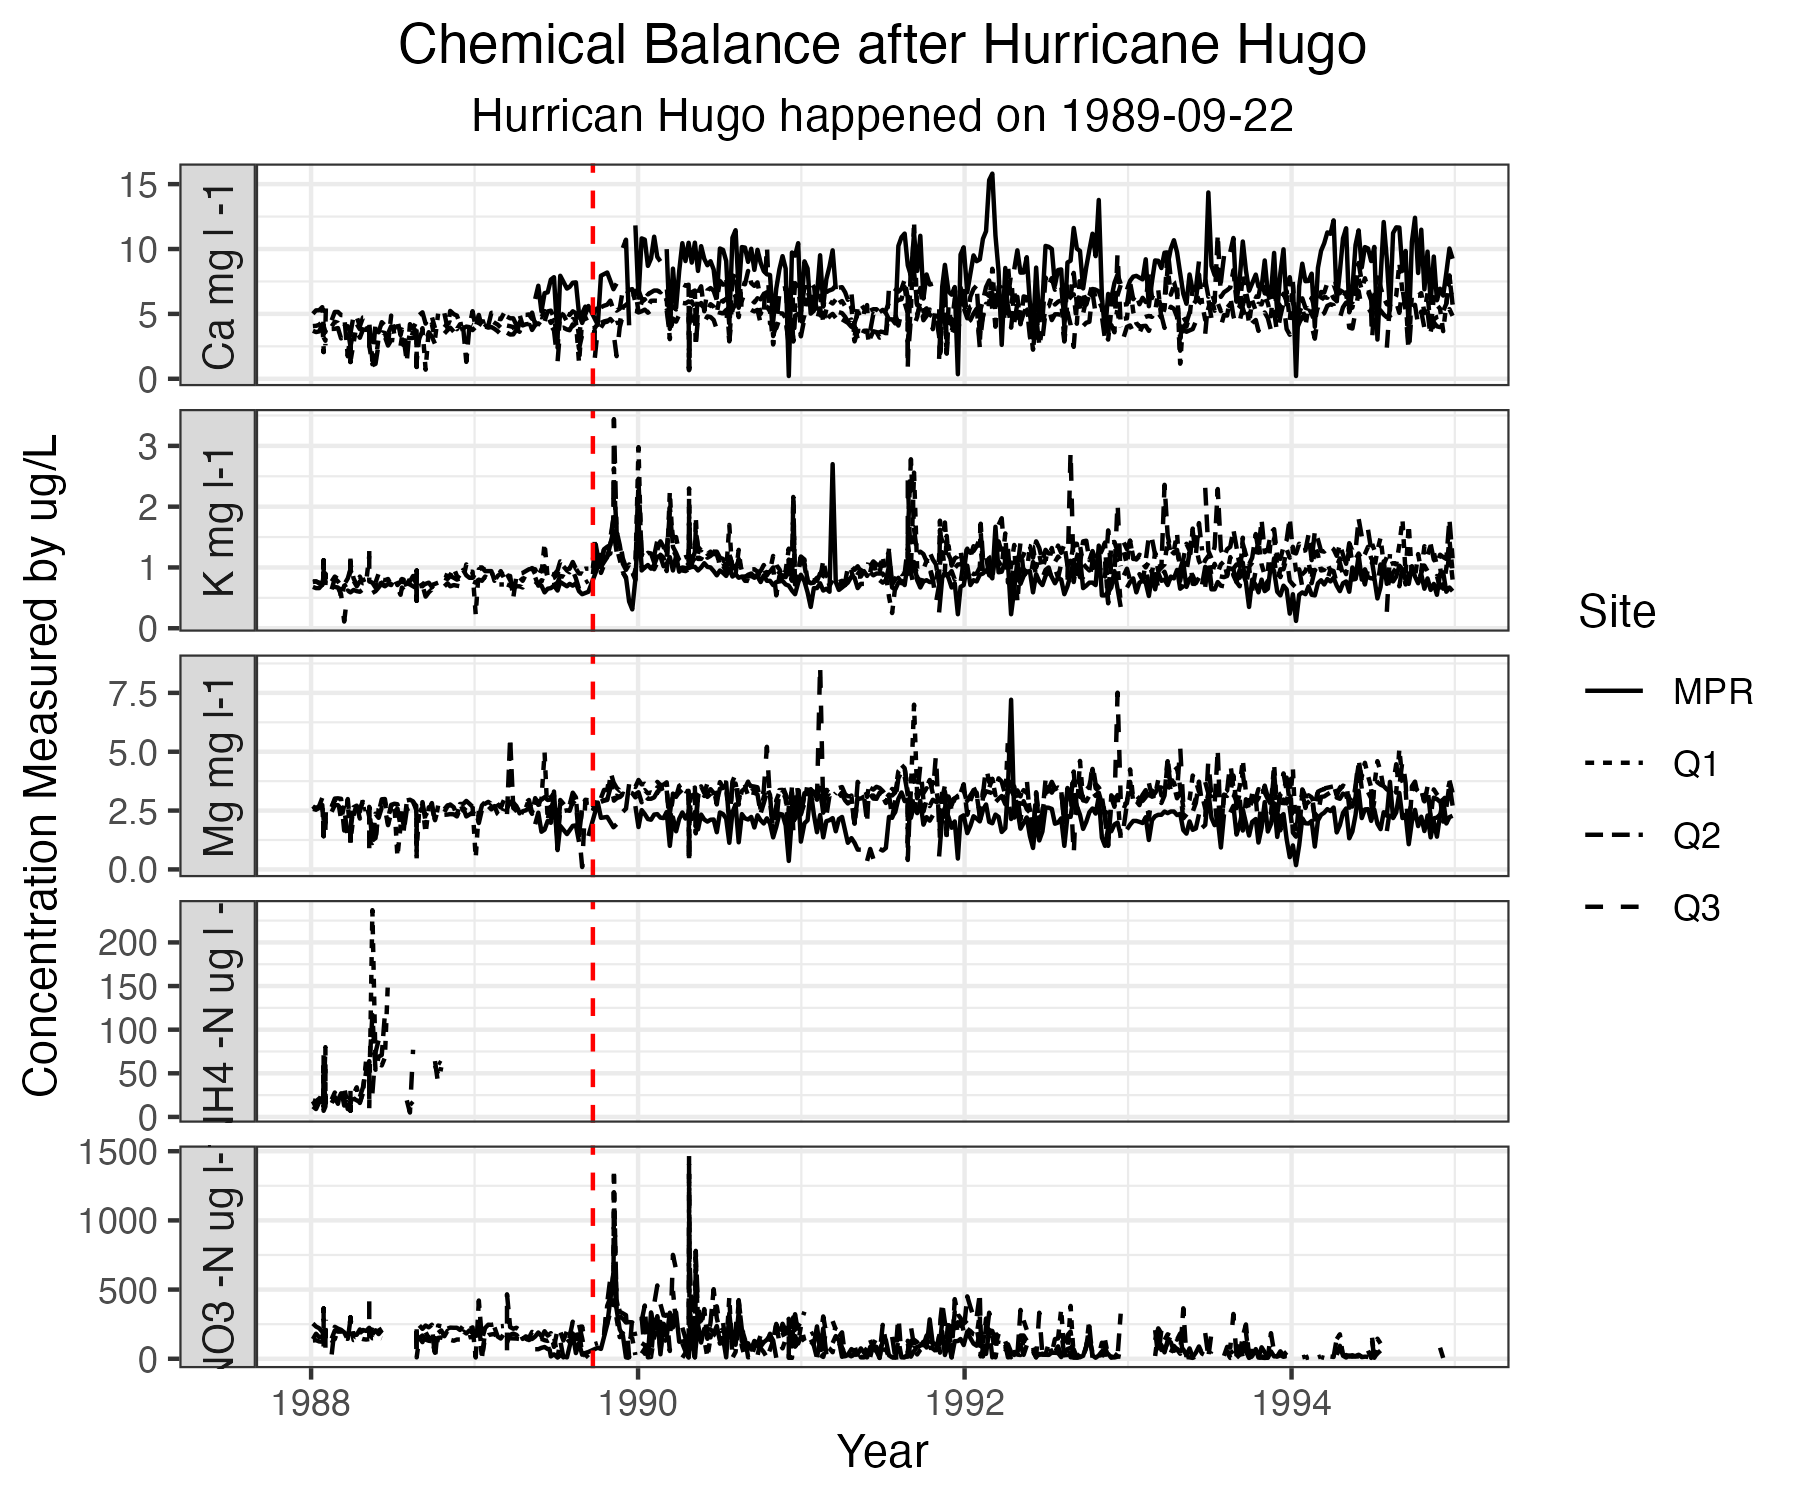 Chemical Balance after Hurricane Hugo
Hurrican Hugo happened on 1989-09-22
Concentration Measured by ug/L
Ca mg l -1
15
10
5
0
K mg l-1
3
2
1
0
Mg mg l-1
7.5
5.0
2.5
0.0
-N ug l -
200
150
100
50
0
-N ug l-
1500
1000
500
0
1988
1990
1992
1994
Year
Site
MPR
Q1
Q2
Q3